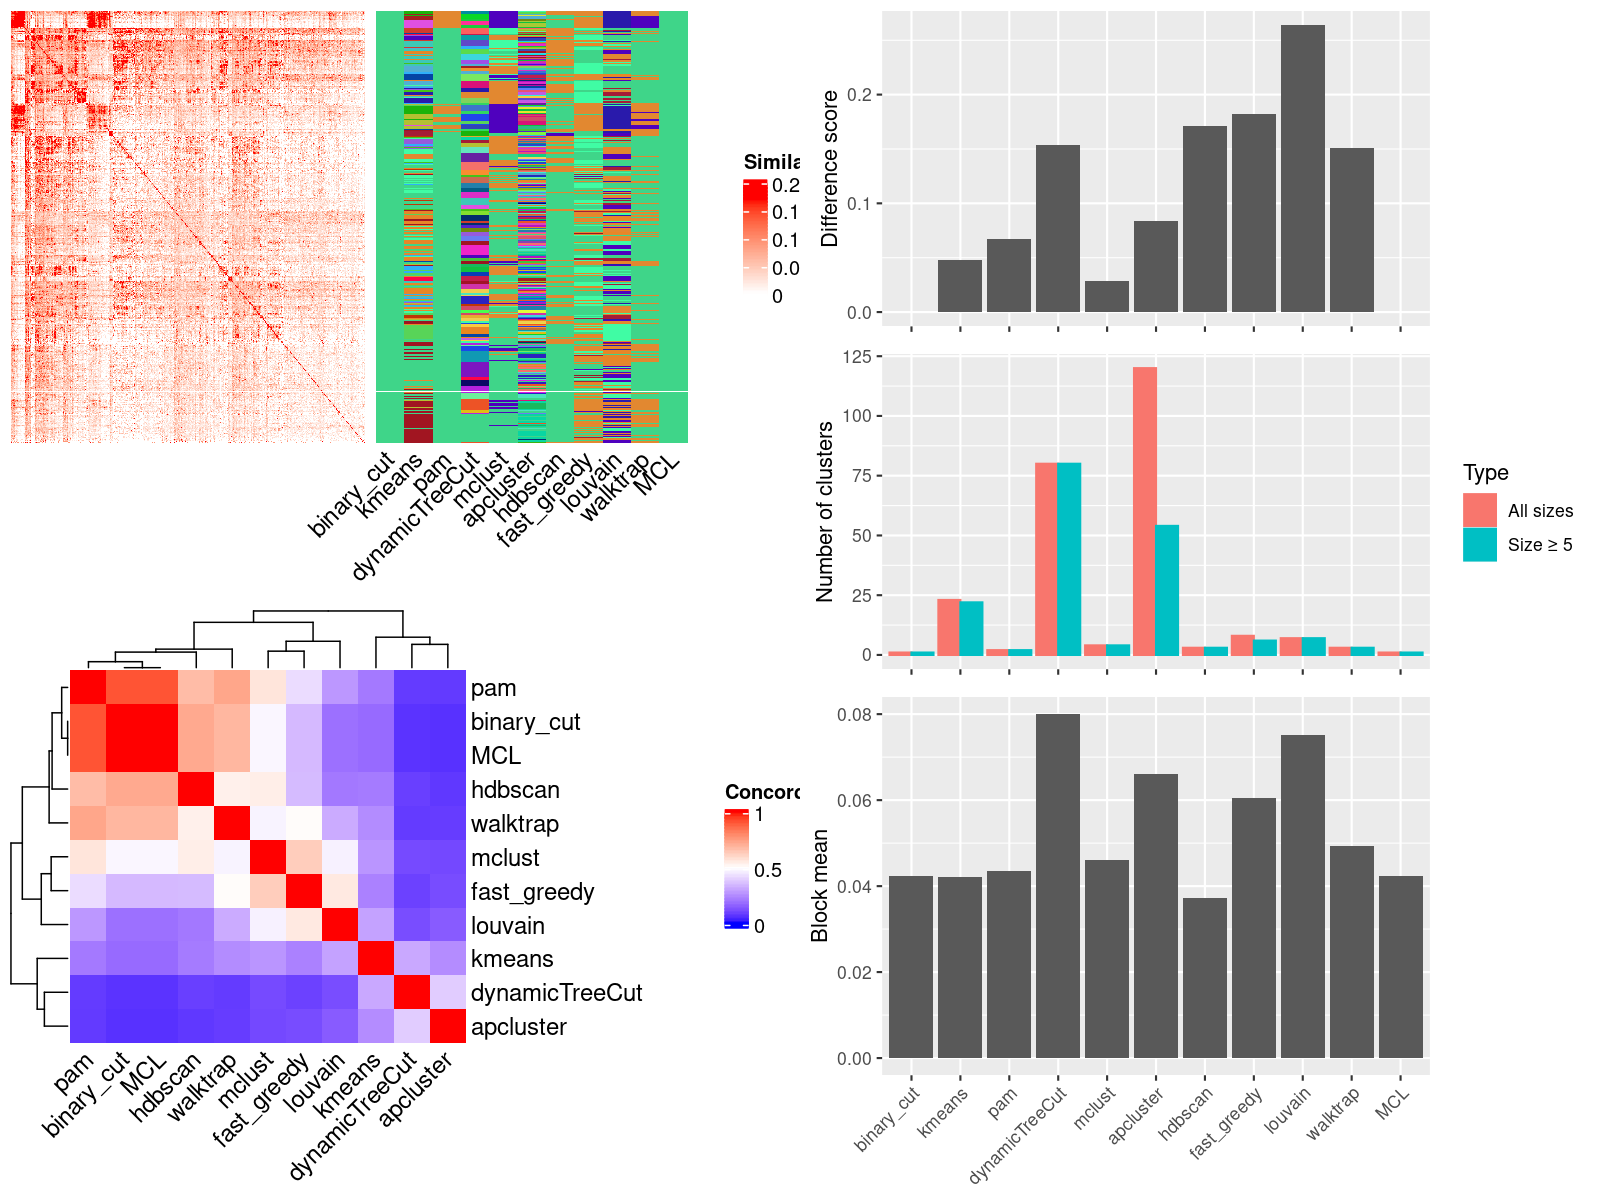 Simila
0.2
0.1
0.1
0.0
0
binary_cut
kmeans
pam
dynamicTreeCut
mclust
apcluster
hdbscan
fast_greedy
louvain
walktrap
MCL
pam
binary_cut
MCL
hdbscan
walktrap
mclust
fast_greedy
louvain
kmeans
dynamicTreeCut
apcluster
pam
binary_cut
MCL
hdbscan
walktrap
mclust
fast_greedy
louvain
kmeans
dynamicTreeCut
apcluster
Concord
1
0.5
0
Difference score
0.2
0.1
0.0
Number of clusters
125
100
75
50
25
0
Type
All sizes
Size ≥ 5
Block mean
0.08
0.06
0.04
0.02
0.00
binary_cut
kmeans
pam
dynamicTreeCut
mclust
apcluster
hdbscan
fast_greedy
louvain
walktrap
MCL